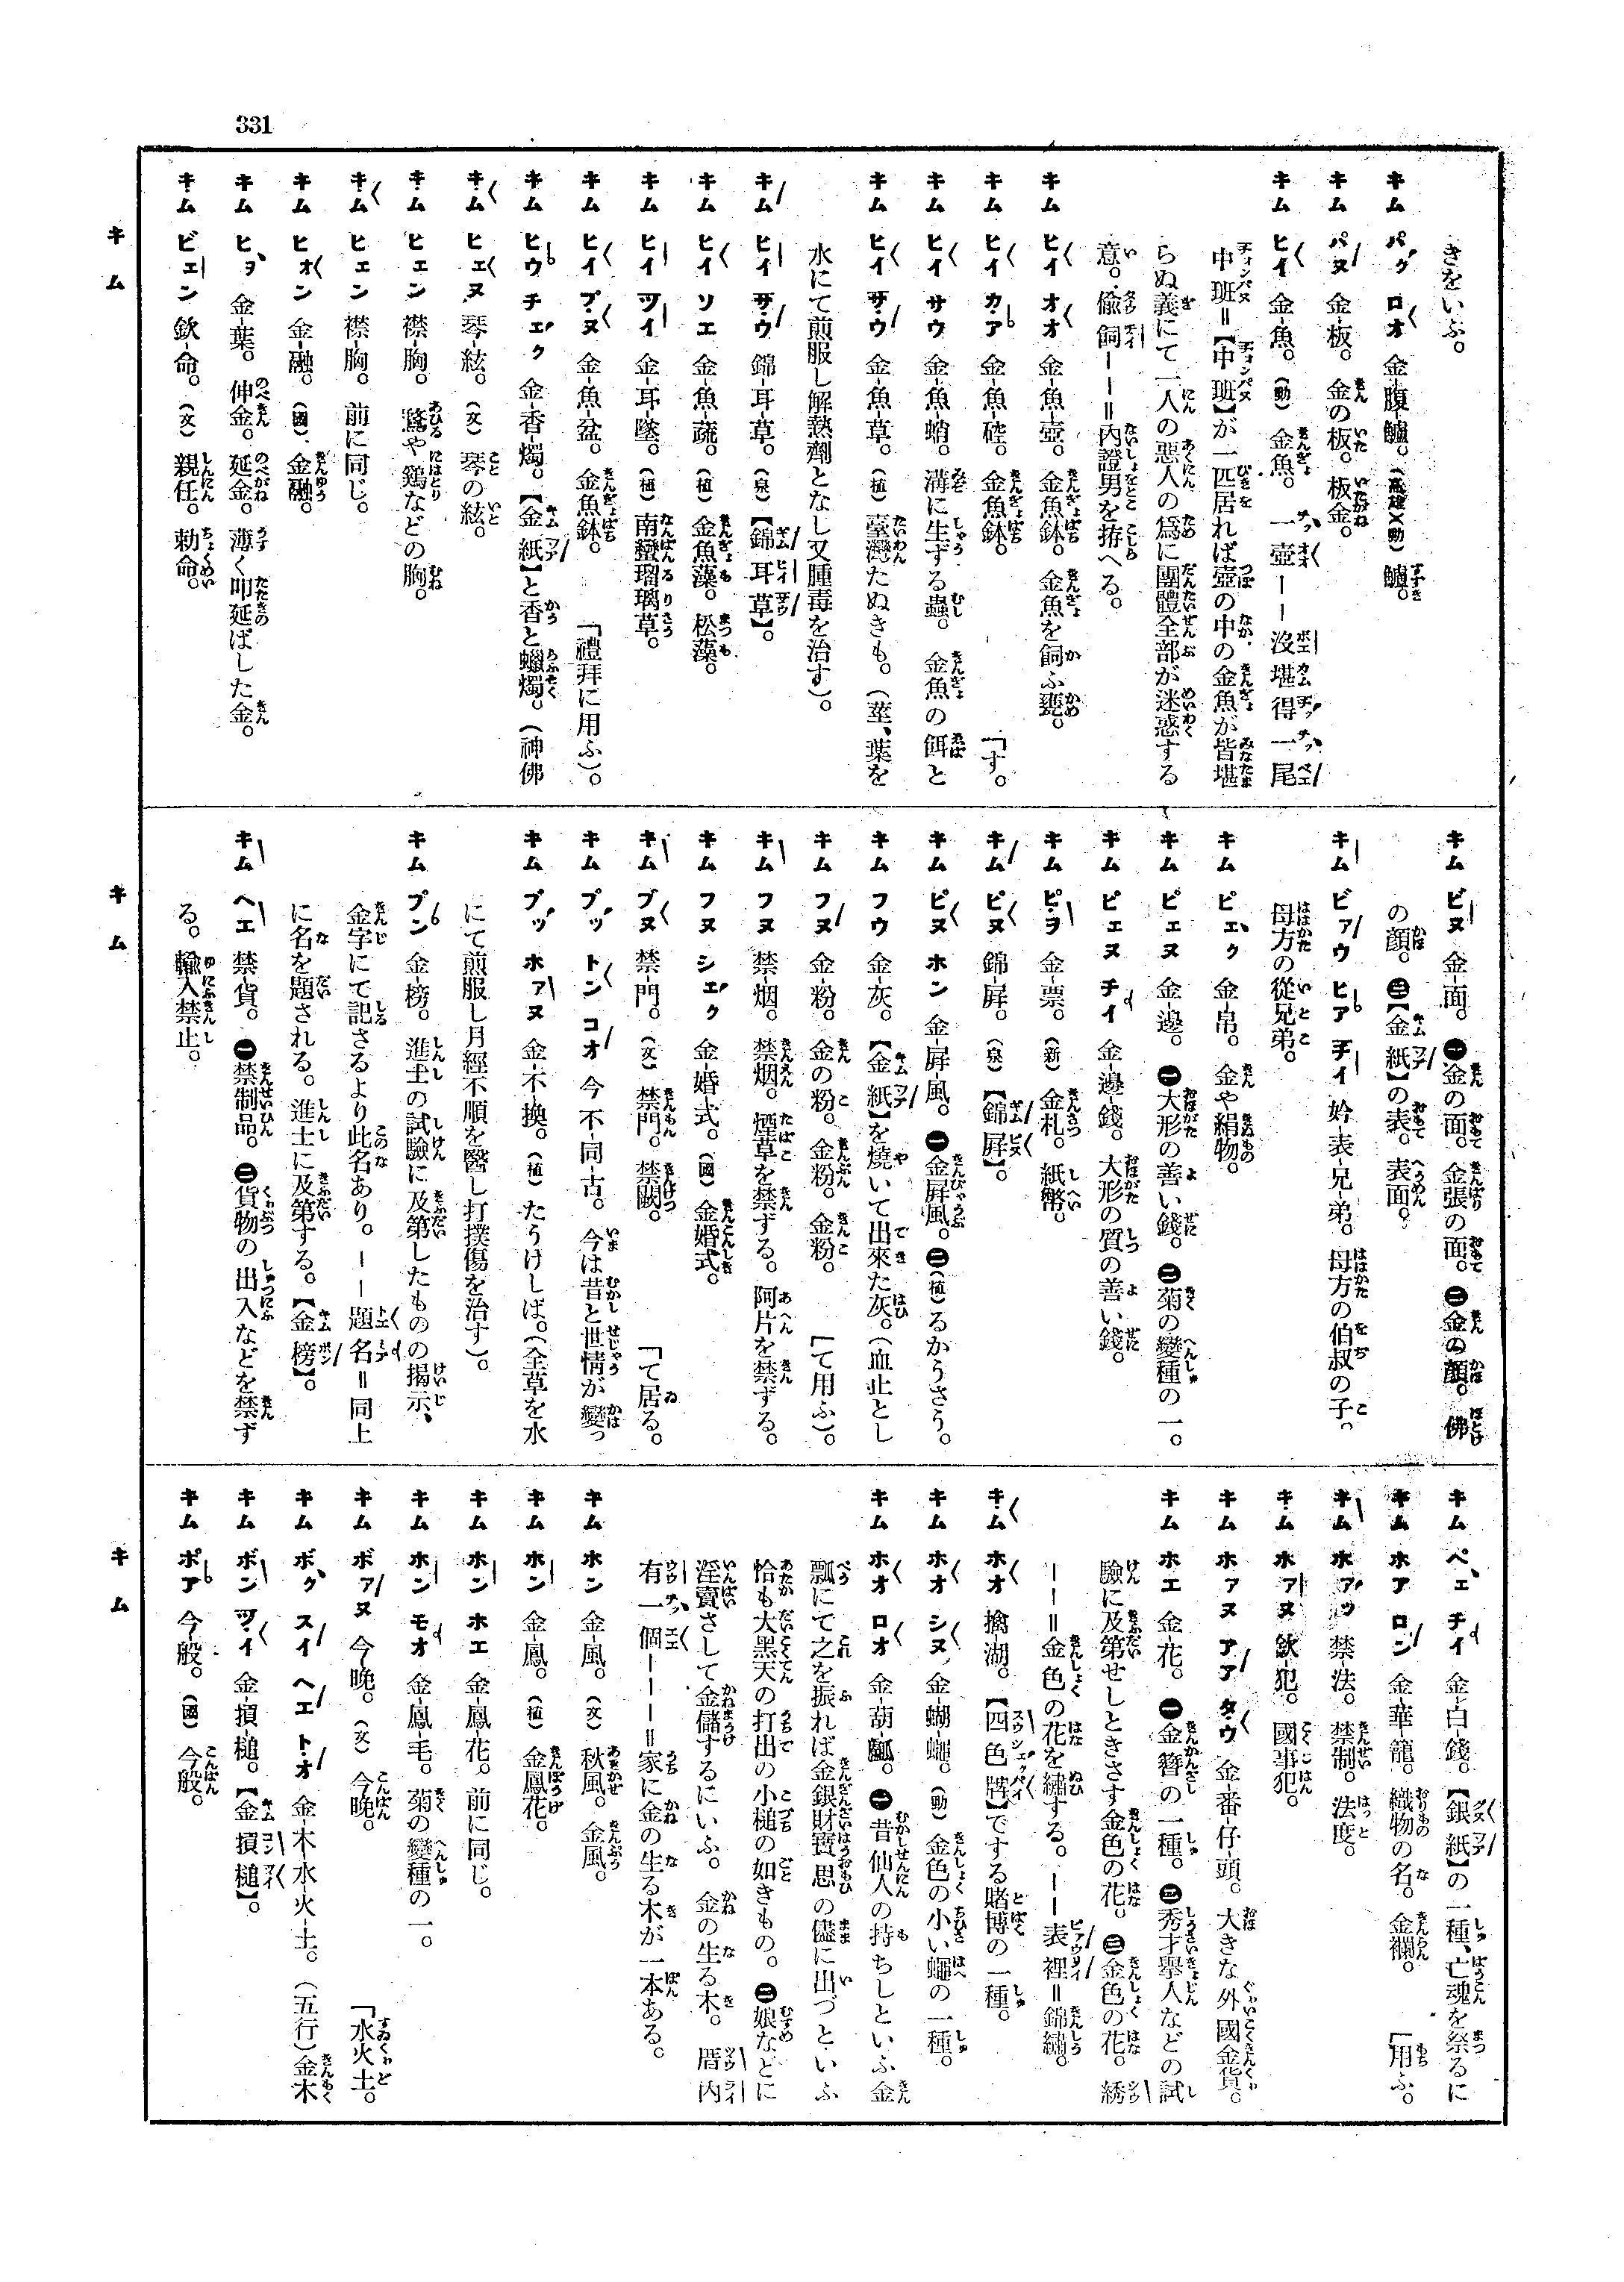 331
きをいふ。
キム パク ロオ 金-腹-鱸。(高雄)(動) 鱸。
キム パヌ 金-板。金の板。板金。
キム ヒイ 金-魚。(動) 金魚。 一壺ーー沒堪得一尾
中班=【中班】が一匹居れば壺の中の金魚が皆堪
らぬ義にて一人の惡人の爲に團體全部が迷惑する
意。偸飼ーー=內證男を拵へる。
キム ヒイ オオ 金-魚-壺。金魚鉢。金魚を飼ふ甕。
キム ヒイ カア 金-魚-硿。金魚鉢。 「す。
キム ヒイ サウ 金-魚-蛸。溝に生ずる蟲。金魚の餌と
キム ヒイ サウ 金-魚-草。(植) 臺灣たぬきも。(莖、葉を
水にて煎服し解熱劑となし又腫毒を治す)。
キム ヒイ サウ 錦-耳-草。(泉)【錦耳草】。
キム ヒイ ソエ 金-魚-蔬。(植) 金魚藻。松藻。
キム ヒイ ツイ 金-耳-墜。(植) 南蠻瑠璃草。
キム ヒイ プヌ 金-魚-盆。金魚鉢。 「禮拜に用ふ)。
キム ヒウ チェク 金-香-燭。【金紙】と香と蠟燭。(神佛
キム ヒェヌ 琴-絃。(文) 琴の絃。
キム ヒェン 襟-胸。鶩や鷄などの胸。
キム ヒェン 襟-胸。前に同じ。
キム ヒォン 金-融。(國) 金融。
キム ヒヲ 金-葉。伸金。延金。薄く叩延ばした金。
キム ビェン 欽-命。(文) 親任。勅命。
キム ビヌ 金-面。㊀金の面。金張の面。㊁金の顏。佛
の顏。㊂【金紙】の表。表面。
キム ビァウ ヒア チイ 妗-表-兄-弟。母方の伯叔の子。
母方の從兄弟。
キム ピェク 金-帛。金や絹物。
キム ピェヌ 金-邊。㊀大形の善い錢。㊁菊の變種の一。
キム ピェヌ チイ 金-邊-錢。大形の質の善い錢。
キム ピヲ 金-票。(新) 金札。紙幣。
キム ピヌ 錦-屛。(泉)【錦屛】。
キム ピヌ ホン 金-屛-風。㊀金屛風。㊁(植)るかうさう。
キム フウ 金-灰。【金紙】を燒いて出來た灰。(血止とし
キム フヌ 金-粉。金の粉。金粉。金粉。 「て用ふ)。
キム フヌ 禁-烟。禁烟。煙草を禁ずる。阿片を禁ずる。
キム フヌ シェク 金-婚-式。(國) 金婚式。
キム ブヌ 禁-門。(文) 禁門。禁闕。 「て居る。
キム プッ トン コオ 今不-同-古。今は昔と世情が變つ
キム プッ ホァヌ 金-不-換。(植) たうけしば。(全草を水
にて煎服し月經不順を醫し打撲傷を治す)。
キム プン 金-榜。進士の試驗に及第したものの揭示、
金字にて記さるより此名あり。ーー題名=同上
に名を題される。進士に及第する。【金榜】。
キム ヘエ 禁-貨。㊀禁制品。㊁貨物の出入などを禁ず
る。輸入禁止。
キム ペェ チイ 金-白-錢。【銀紙】の一種、亡魂を祭るに
キム ホア ロン 金-華-籠。織物の名。金襴。 「用ふ。
キム ホァッ 禁-法。禁制。法度。
キム ホァヌ 欽-犯。國事犯。
キム ホァヌ アア タウ 金-番-仔-頭。大きな外國金貨。
キム ホエ 金-花。㊀金簪の一種。㊁秀才擧人などの試
驗に及第せしときさす金色の花。㊂金色の花。綉
ーー=金色の花を繡する。ーー表裡=錦繡。
キム ホオ 擒-湖。【四色牌】でする賭博の一種。
キム ホオ シヌ 金-蝴-蠅。(動) 金色の小い蠅の一種。
キム ホオ ロオ 金-葫-瓢。㊀昔仙人の持ちしといふ金
瓢にて之を振れば金銀財寶思の儘に出づといふ
恰も大黑天の打出の小槌の如きもの。㊁娘などに
淫賣さして金儲するにいふ。金の生る木。厝內
有一個ーーー=家に金の生る木が一本ある。
キム ホン 金-風。(文) 秋風。金風。
キム ホン 金-鳳。(植) 金鳳花。
キム ホン ホエ 金-鳳-花。前に同じ。
キム ホン モオ 金-鳳-毛。菊の變種の一。
キム ボァヌ 今-晚。(文) 今晚。 「水火土。
キム ボク スイ ヘエ トオ 金-木-水-火-土。(五行)金木
キム ボン ツイ 金-摃-槌。【金摃槌】。
キム ポア 今-般。(國) 今般。
キム
キム
キム